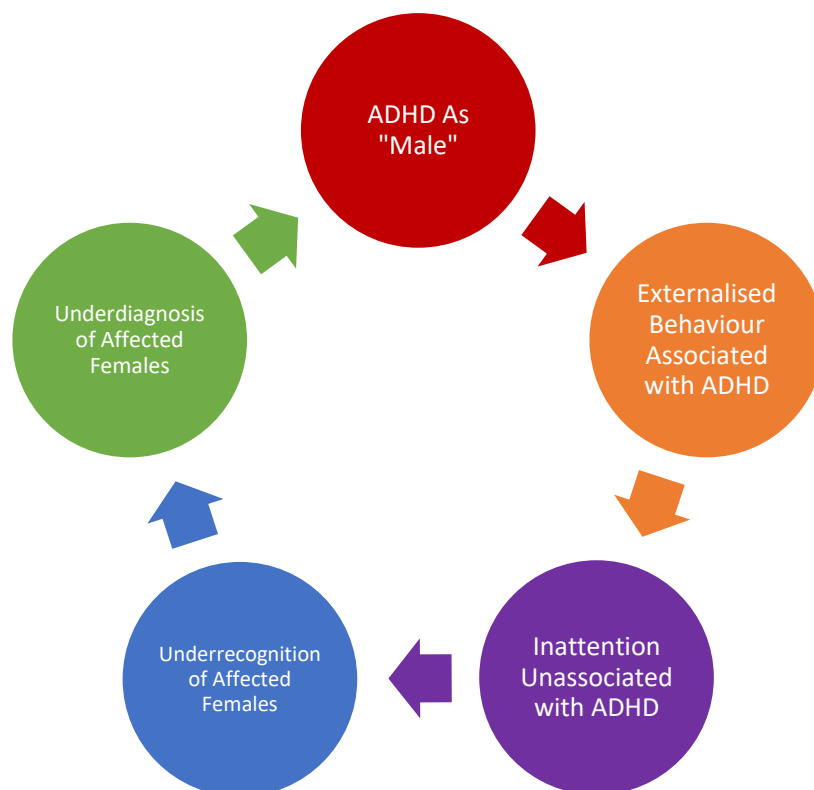 ADHD As
"Male"
Externalised
Behaviour
Associated
with ADHD
Inattention
Unassociated
with ADHD
Underrecognition
of Affected
Females
Underdiagnosis
of Affected
Females